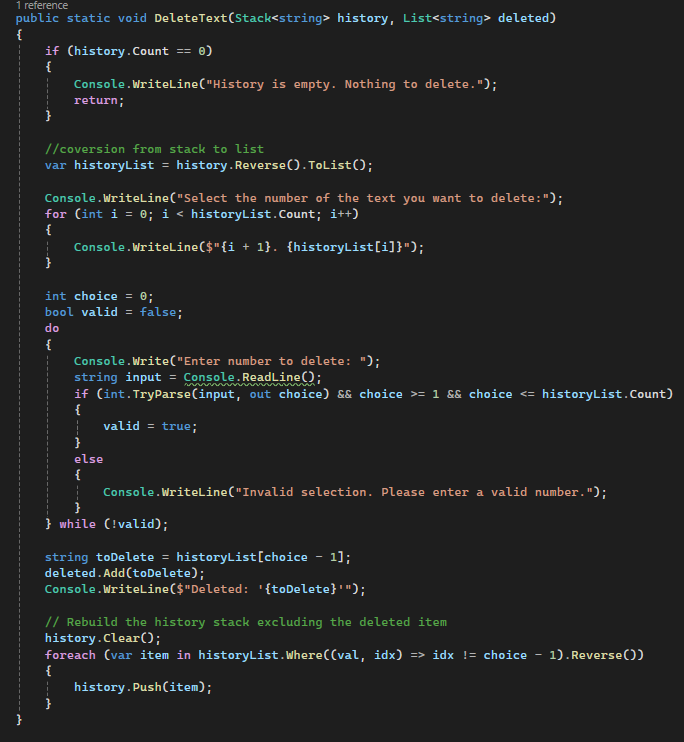 1 reference
public static void DeleteText(Stack<string> history, List<string> deleted)
{
    if (history.Count == 0)
    {
        Console.WriteLine("History is empty. Nothing to delete.");
        return;
    }

    //coversion from stack to list
    var historyList = history.Reverse().ToList();

    Console.WriteLine("Select the number of the text you want to delete:");
    for (int i = 0; i < historyList.Count; i++)
    {
        Console.WriteLine($"{i + 1}. {historyList[i]}");
    }

    int choice = 0;
    bool valid = false;
    do
    {
        Console.Write("Enter number to delete: ");
        string input = Console.ReadLine();
        if (int.TryParse(input, out choice) && choice >= 1 && choice <= historyList.Count)
        {
            valid = true;
        }
        else
        {
            Console.WriteLine("Invalid selection. Please enter a valid number.");
        }
    } while (!valid);

    string toDelete = historyList[choice - 1];
    deleted.Add(toDelete);
    Console.WriteLine($"Deleted: '{toDelete}'");

    // Rebuild the history stack excluding the deleted item
    history.Clear();
    foreach (var item in historyList.Where((val, idx) => idx != choice - 1).Reverse())
    {
        history.Push(item);
    }
}